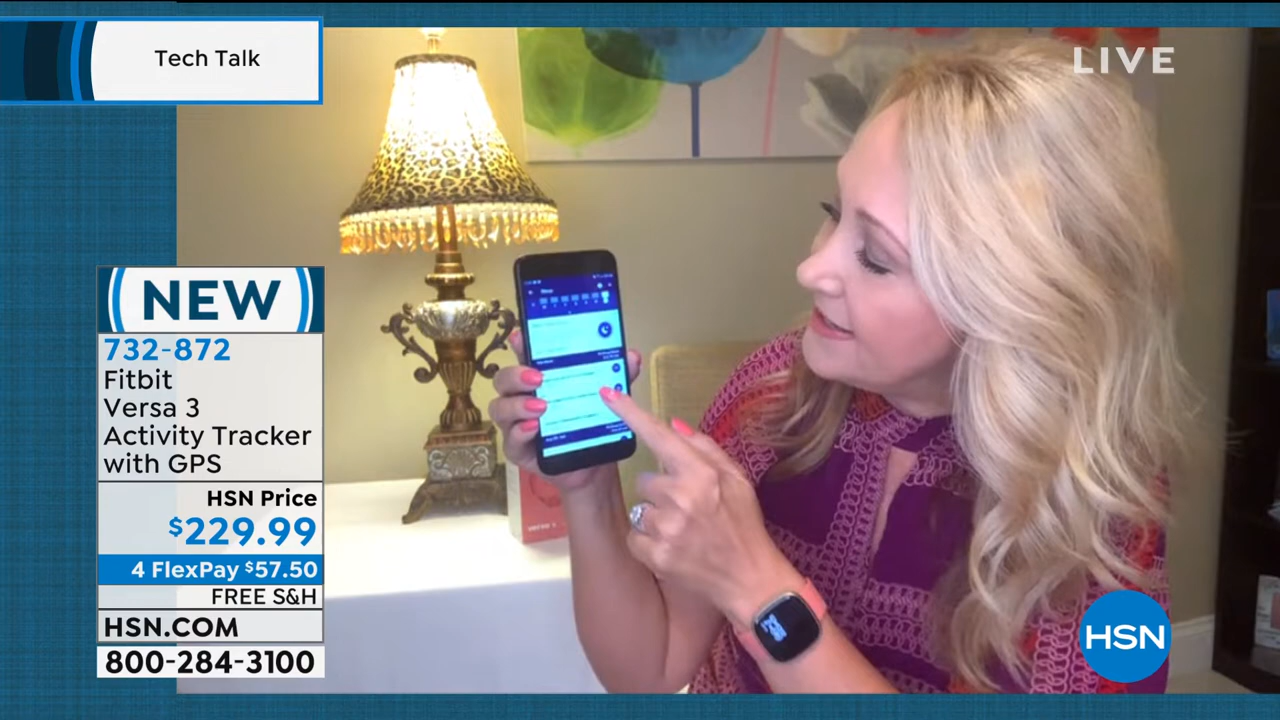 Tech Talk
LIVE
NEW
732-872
Fitbit
Versa 3
Activity Tracker
with GPS
HSN Price
$229.99
4 FlexPay $57.50
FREE S&H
HSN.COM
800-284-3100
HSN